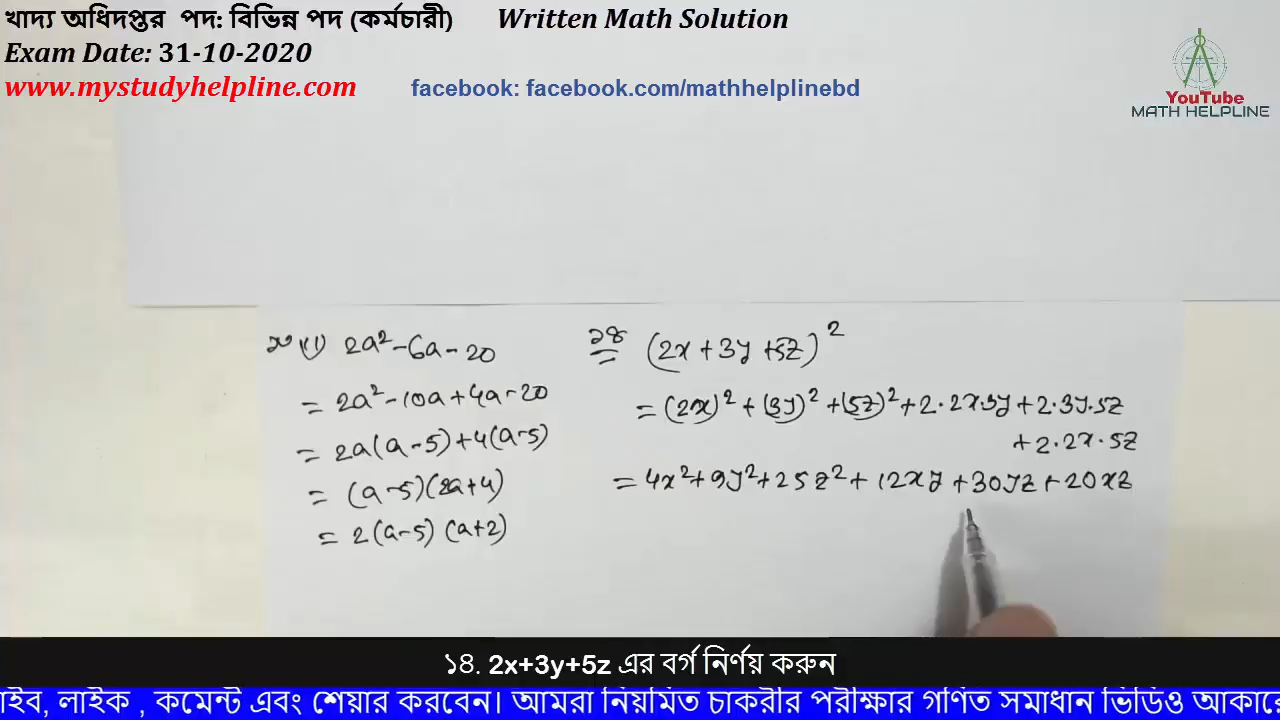 খাদ্য অধিদপ্তর পদ: বিভিন্ন পদ (কর্মচারী) Written Math Solution
Exam Date: 31-10-2020
www.mystudyhelpline.com facebook: facebook.com/mathhelplinebd
YouTube
MATH HELPLINE
(i) 2a²-6a-20
= 2a²-10a+4a-20
= 2a(a-5)+4(a-5)
= (a-5)(2a+4)
= 2(a-5)(a+2)
১৪ (2x+3y+5z)²
= (2x)²+(3y)²+(5z)²+2.2x.3y+2.3y.5z
+2.2x.5z
= 4x²+9y²+25z²+12xy+30yz+20xz
১৪. 2x+3y+5z এর বর্গ নির্ণয় করুন
াইব, লাইক , কমেন্ট এবং শেয়ার করবেন। আমরা নিয়মিত চাকরীর পরীক্ষার গণিত সমাধান ভিডিও আকারে